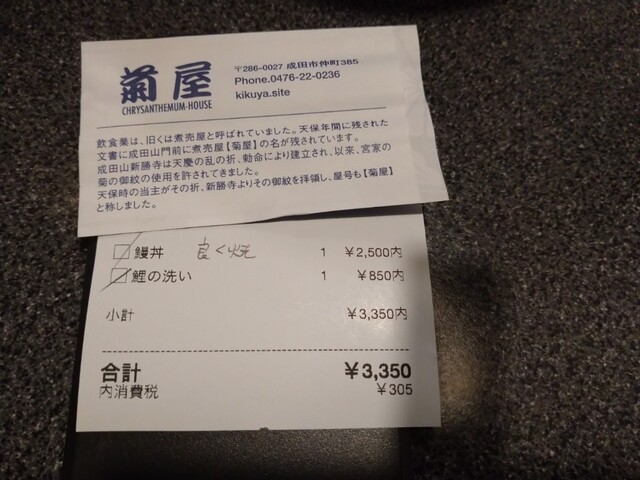 菊屋
CHRYSANTHEMUM-HOUSE
〒286-0027 成田市仲町385
Phone.0476-22-0236
kikuya.site
飲食業は、旧くは煮売屋と呼ばれていました。天保年間に残された
文書に成田山門前に煮売屋【菊屋】の名が残されています。
成田山新勝寺は天慶の乱の折、勅命により建立され、以来、宮家の
菊の御紋の使用を許されてきました。
天保時の当主がその折、新勝寺よりその御紋を拝領し、屋号も【菊屋】
と称しました。
鰻丼 良く焼 1 ¥2,500内
鯉の洗い 1 ¥850内
小計 ¥3,350内
合計 ¥3,350
内消費税 ¥305